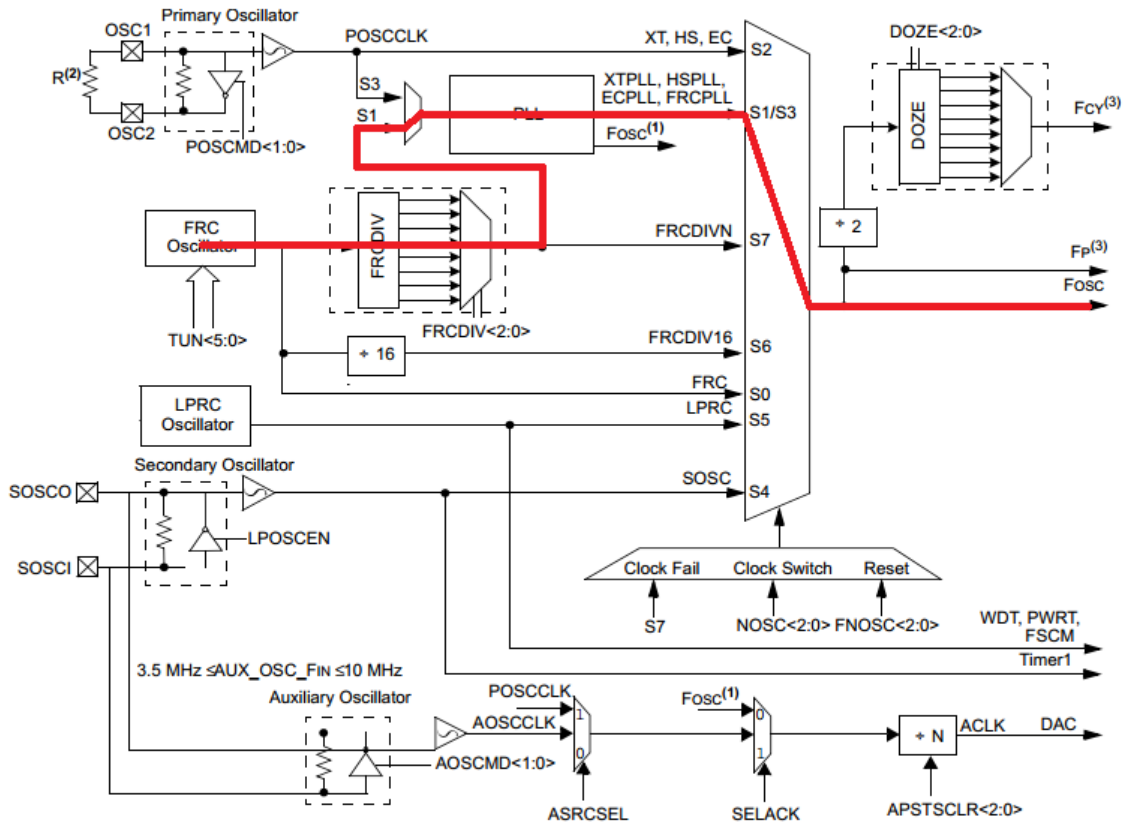 Primary Oscillator
OSC1
R(2)
OSC2
POSCMD<1:0>
POSCCLK
S3
S1
PLL
FOSC(1)
XT, HS, EC
XTPLL, HSPLL,
ECPLL, FRCPLL
S2
S1/S3
DOZE<2:0>
DOZE
FCY(3)
÷ 2
FP(3)
FOSC
FRC
Oscillator
TUN<5:0>
FRCDIV
FRCDIV<2:0>
FRCDIVN
S7
÷ 16
FRCDIV16
S6
FRC
S0
LPRC
Oscillator
LPRC
S5
Secondary Oscillator
SOSCO
SOSCI
LPOSCEN
SOSC
S4
Clock Fail
Clock Switch
Reset
S7
NOSC<2:0>
FNOSC<2:0>
WDT, PWRT,
FSCM
Timer1
3.5 MHz ≤AUX_OSC_FIN ≤10 MHz
Auxiliary Oscillator
AOSCMD<1:0>
POSCCLK
AOSCCLK
1
0
ASRCSEL
FOSC(1)
0
1
SELACK
÷ N
ACLK
DAC
APSTSCLR<2:0>